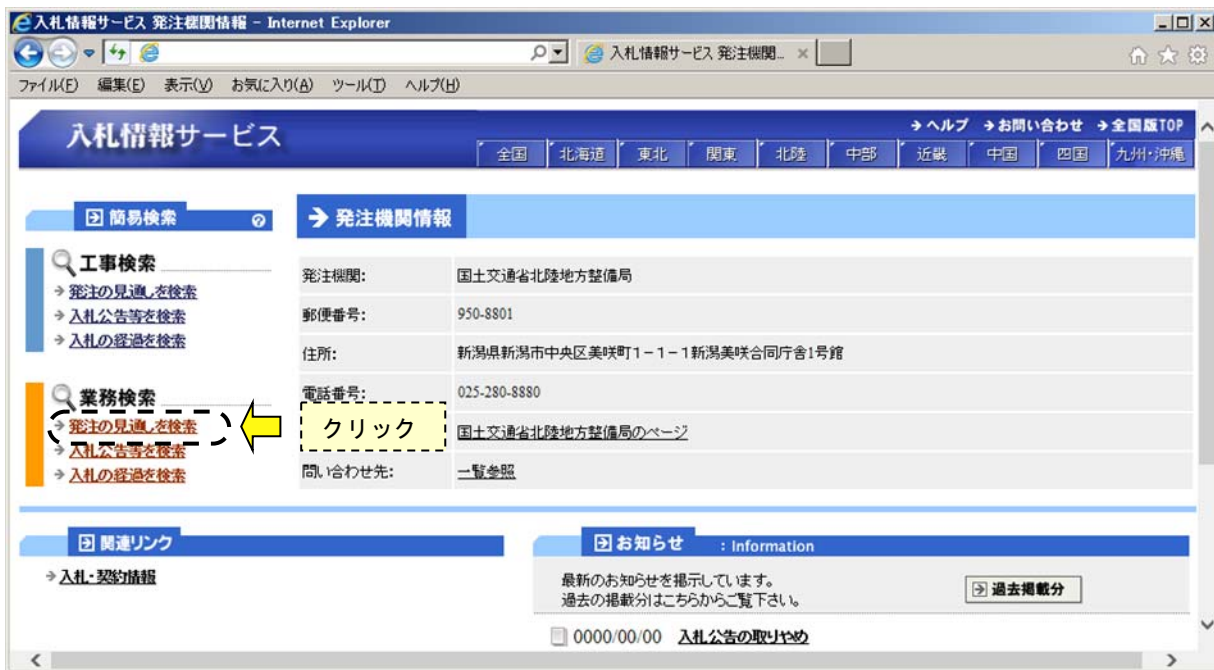 入札情報サービス 発注機関情報 - Internet Explorer
入札情報サービス 発注機関... ×
ファイル(F) 編集(E) 表示(V) お気に入り(A) ツール(T) ヘルプ(H)
入札情報サービス
ヘルプ お問い合わせ 全国版TOP
全国 北海道 東北 関東 北陸 中部 近畿 中国 四国 九州・沖縄
簡易検索 ?
発注機関情報
工事検索
発注の見通しを検索
入札公告等を検索
入札の経過を検索
業務検索
発注の見通しを検索
入札公告等を検索
入札の経過を検索
クリック
発注機関: 国土交通省北陸地方整備局
郵便番号: 950-8801
住所: 新潟県新潟市中央区美咲町1-1-1新潟美咲合同庁舎1号館
電話番号: 025-280-8880
国土交通省北陸地方整備局のページ
問い合わせ先: 一覧参照
関連リンク
入札・契約情報
お知らせ : Information
最新のお知らせを掲示しています。
過去の掲載分はこちらからご覧下さい。
過去掲載分
0000/00/00 入札公告の取りやめ